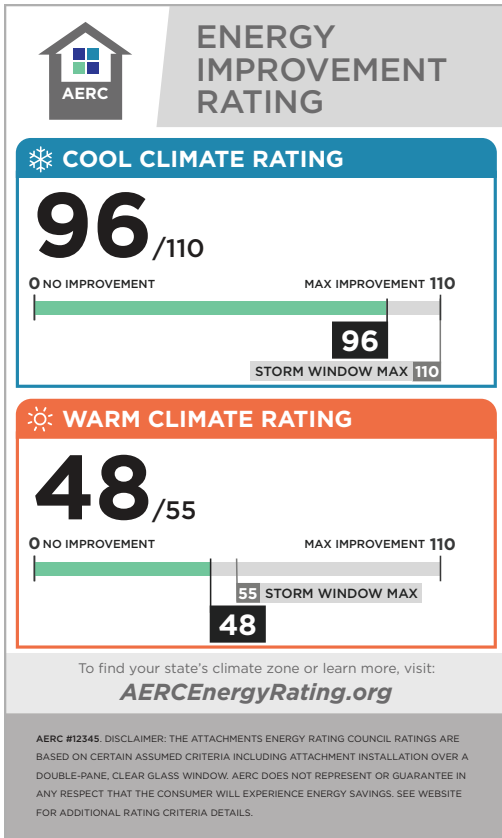 AERC
ENERGY
IMPROVEMENT
RATING
COOL CLIMATE RATING
96/110
0 NO IMPROVEMENT MAX IMPROVEMENT 110
96
STORM WINDOW MAX 110
WARM CLIMATE RATING
48/55
0 NO IMPROVEMENT MAX IMPROVEMENT 110
55 STORM WINDOW MAX
48
To find your state's climate zone or learn more, visit:
AERCEnergyRating.org
AERC #12345. DISCLAIMER: THE ATTACHMENTS ENERGY RATING COUNCIL RATINGS ARE
BASED ON CERTAIN ASSUMED CRITERIA INCLUDING ATTACHMENT INSTALLATION OVER A
DOUBLE-PANE, CLEAR GLASS WINDOW. AERC DOES NOT REPRESENT OR GUARANTEE IN
ANY RESPECT THAT THE CONSUMER WILL EXPERIENCE ENERGY SAVINGS. SEE WEBSITE
FOR ADDITIONAL RATING CRITERIA DETAILS.